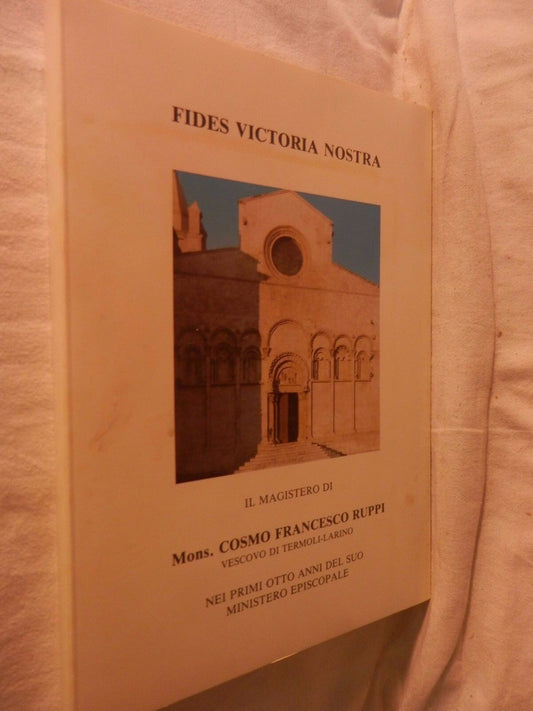 FIDES VICTORIA NOSTRA
IL MAGISTERO DI
Mons. COSMO FRANCESCO RUPPI
VESCOVO DI TERMOLI-LARINO
NEI PRIMI OTTO ANNI DEL SUO
MINISTERO EPISCOPALE